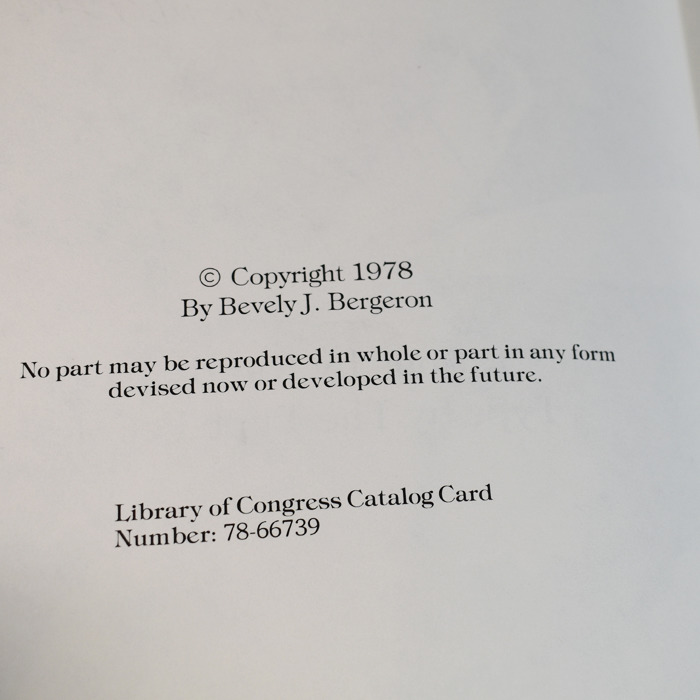 © Copyright 1978
By Bevely J. Bergeron
No part may be reproduced in whole or part in any form
devised now or developed in the future.
Library of Congress Catalog Card
Number: 78-66739